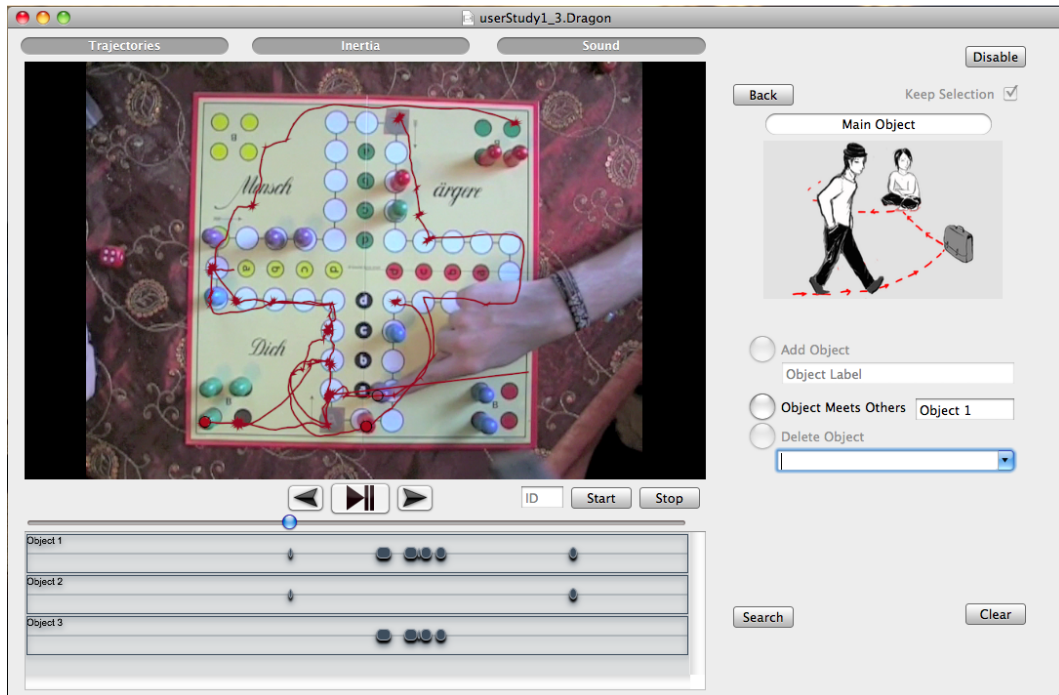 userStudy1_3.Dragon
Trajectories
Inertia
Sound
Disable
Back
Keep Selection
Main Object
Mensch
ärgere
Dich
d
c
b
B
Add Object
Object Label
Object Meets Others
Object 1
Delete Object
ID
Start
Stop
Object 1
Object 2
Object 3
Search
Clear